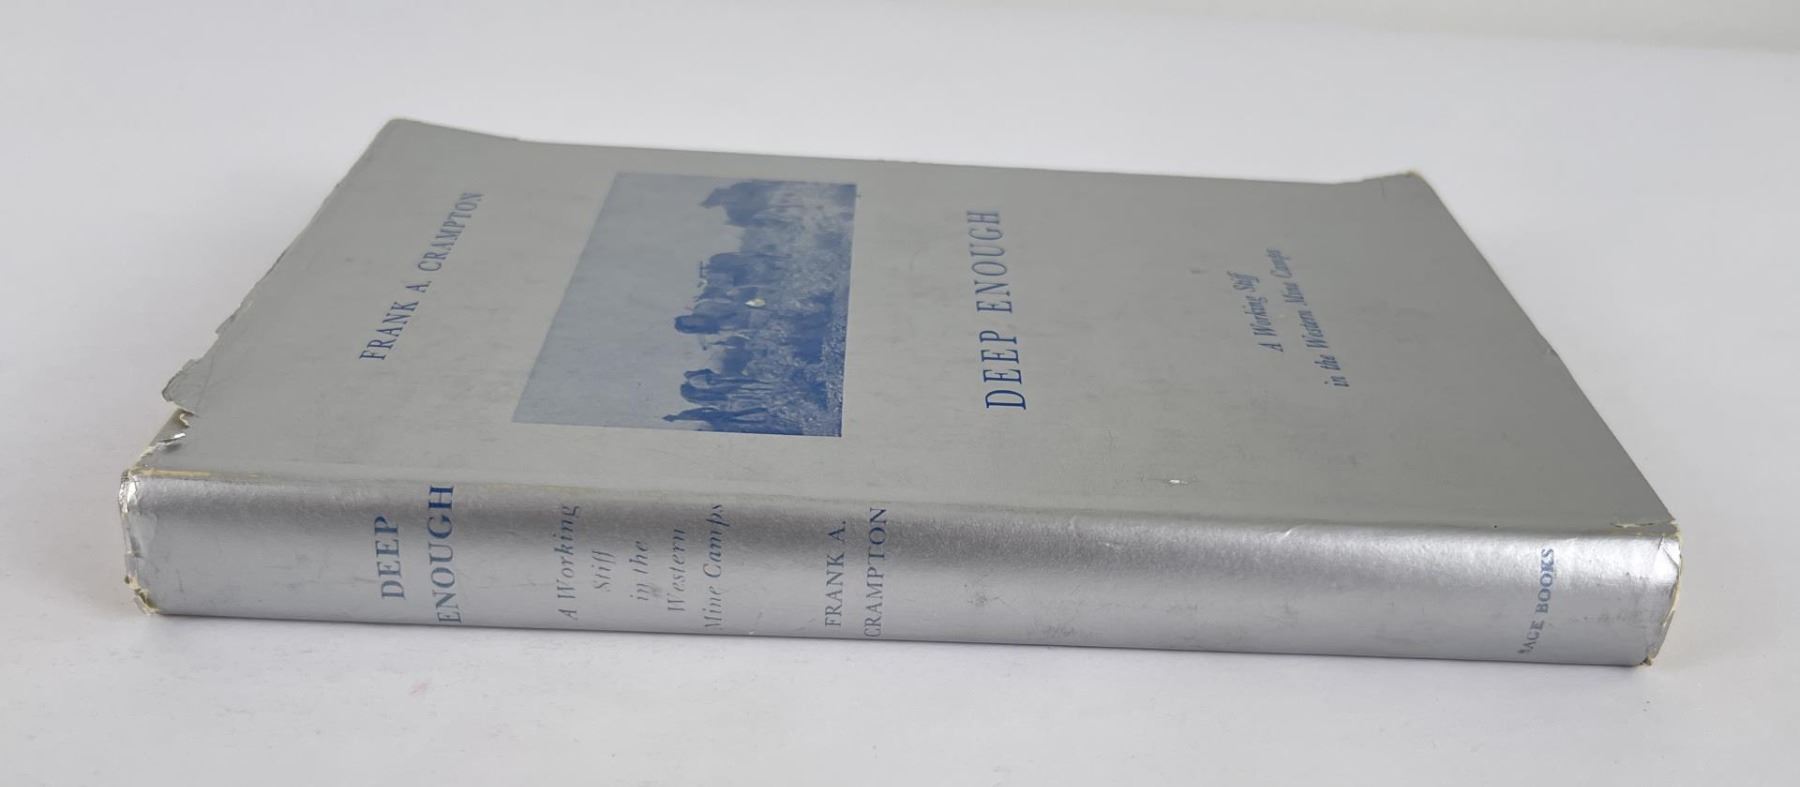 FRANK A. CRAMPTON
DEEP ENOUGH
A Working Stiff
in the Western Mine Camps
DEEP
ENOUGH
A Working
Stiff
in the
Western
Mine Camps
FRANK A.
CRAMPTON
SAGE BOOKS